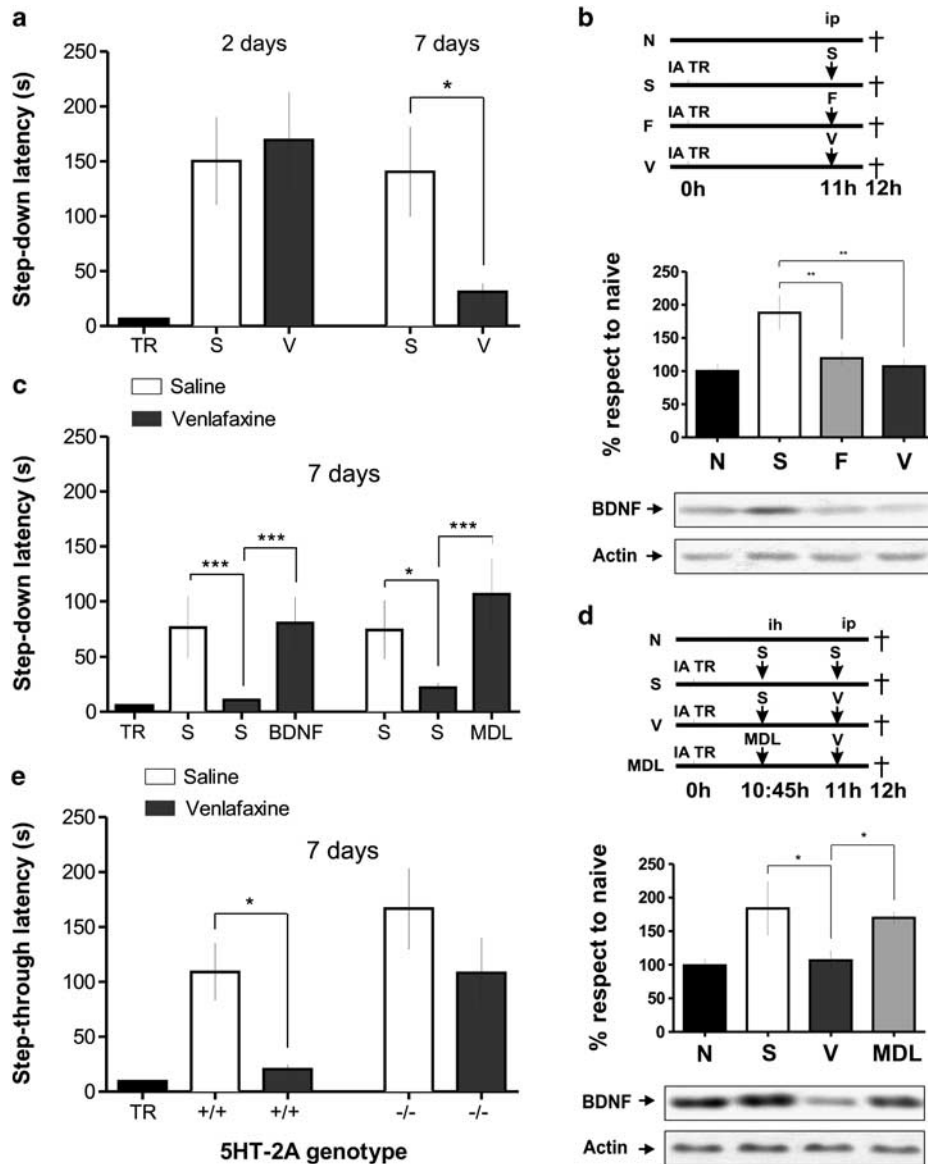 a
2 days
7 days
Step-down latency (s)
250
200
150
100
50
0
*
TR
S
V
S
V
b
ip
N
S
IA TR
S
F
IA TR
F
V
IA TR
V
0h
11h
12h
% respect to naive
250
200
150
100
50
0
**
**
N
S
F
V
BDNF
Actin
c
Saline
Venlafaxine
7 days
Step-down latency (s)
250
200
150
100
50
0
***
***
*
***
TR
S
S
BDNF
S
S
MDL
d
ih
ip
N
S
S
IA TR
S
S
V
IA TR
V
MDL
V
IA TR
MDL
0h
10:45h
11h
12h
% respect to naive
250
200
150
100
50
0
*
*
N
S
V
MDL
BDNF
Actin
e
Saline
Venlafaxine
7 days
Step-through latency (s)
250
200
150
100
50
0
*
TR
+/+
+/+
-/-
-/-
5HT-2A genotype